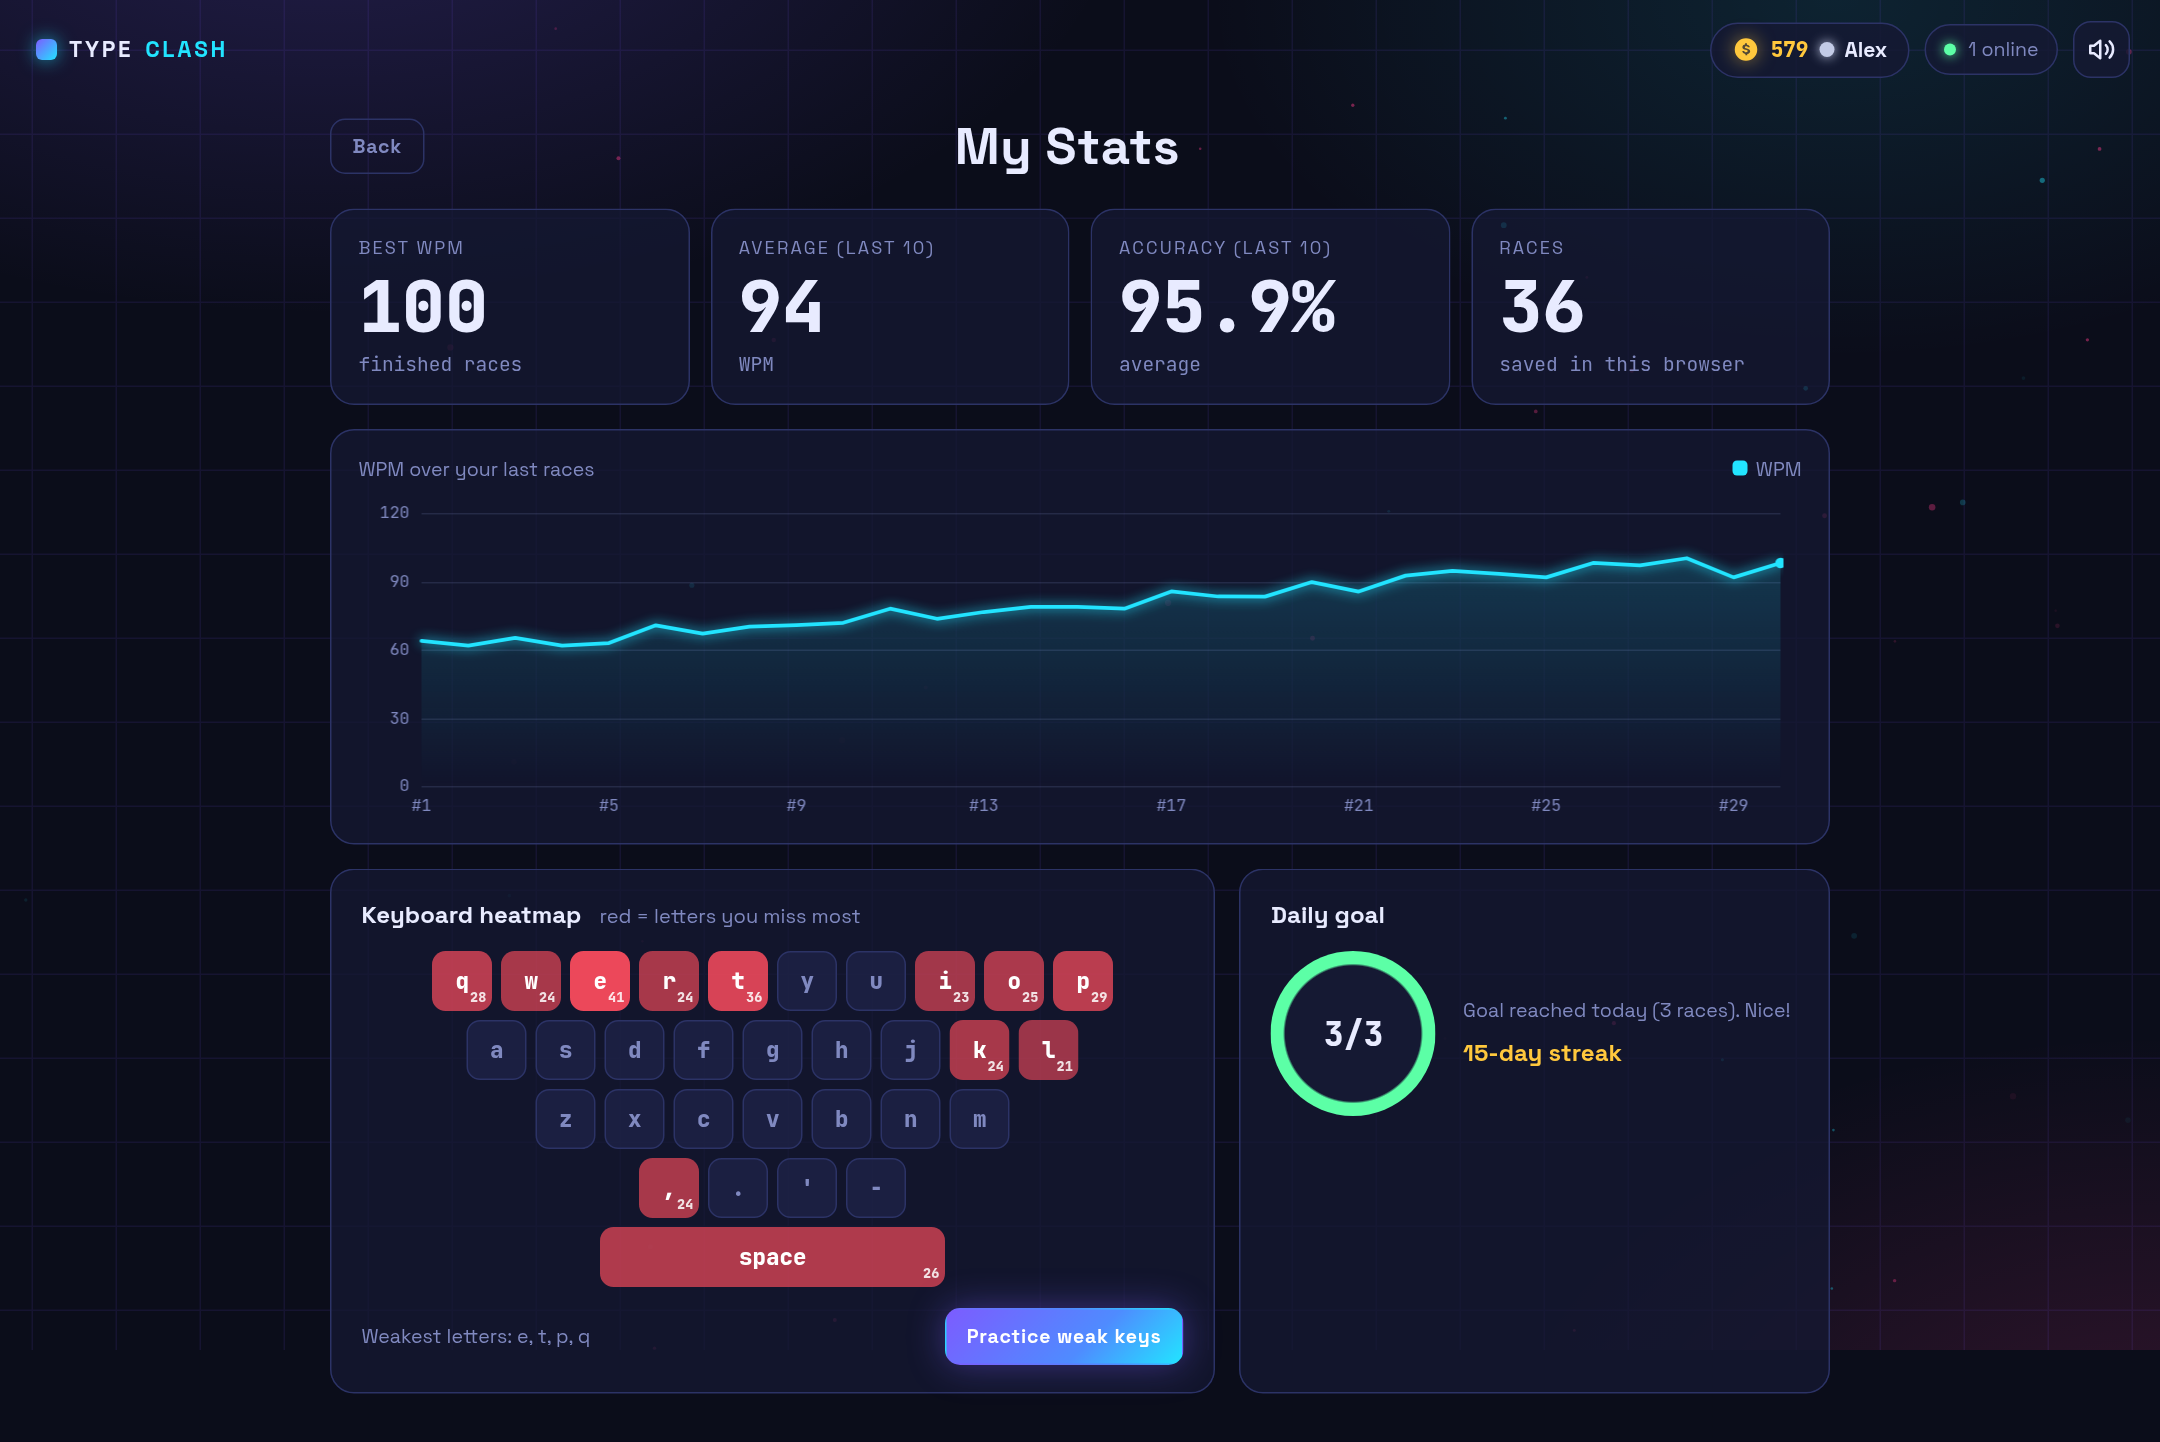 TYPE CLASH
579 Alex
1 online
Back
My Stats
BEST WPM
100
finished races
AVERAGE (LAST 10)
94
WPM
ACCURACY (LAST 10)
95.9%
average
RACES
36
saved in this browser
WPM over your last races
WPM
120
90
60
30
0
#1 #5 #9 #13 #17 #21 #25 #29
Keyboard heatmap red = letters you miss most
q 28 w 24 e 41 r 24 t 36 y u i 23 o 25 p 29
a s d f g h j k 24 l 21
z x c v b n m
, 24 . ' -
space 26
Weakest letters: e, t, p, q
Practice weak keys
Daily goal
3/3
Goal reached today (3 races). Nice!
15-day streak